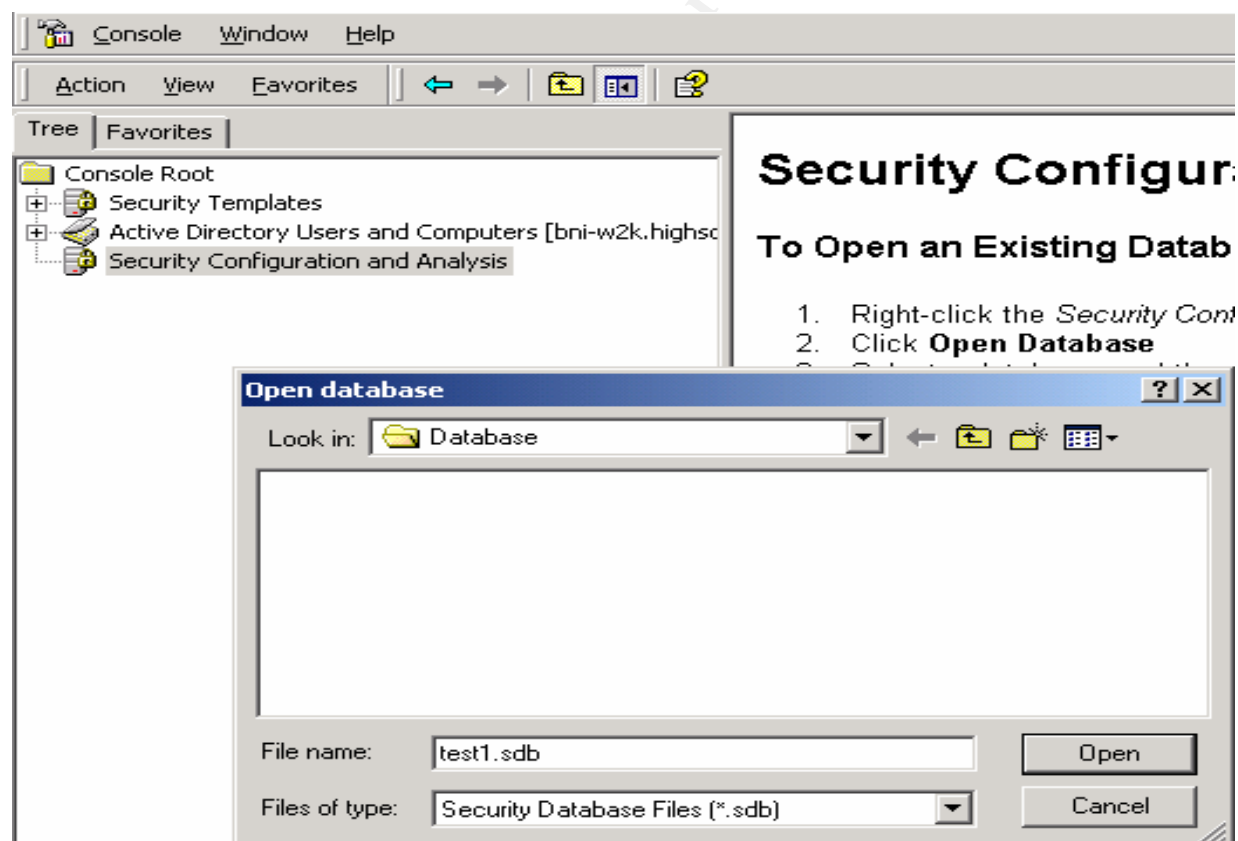 Console Window Help
Action View Favorites
Tree Favorites
Console Root
Security Templates
Active Directory Users and Computers [bni-w2k.highsc
Security Configuration and Analysis
Security Configur
To Open an Existing Datab
1. Right-click the Security Cont
2. Click Open Database
Open database
Look in: Database
File name: test1.sdb Open
Files of type: Security Database Files (*.sdb) Cancel